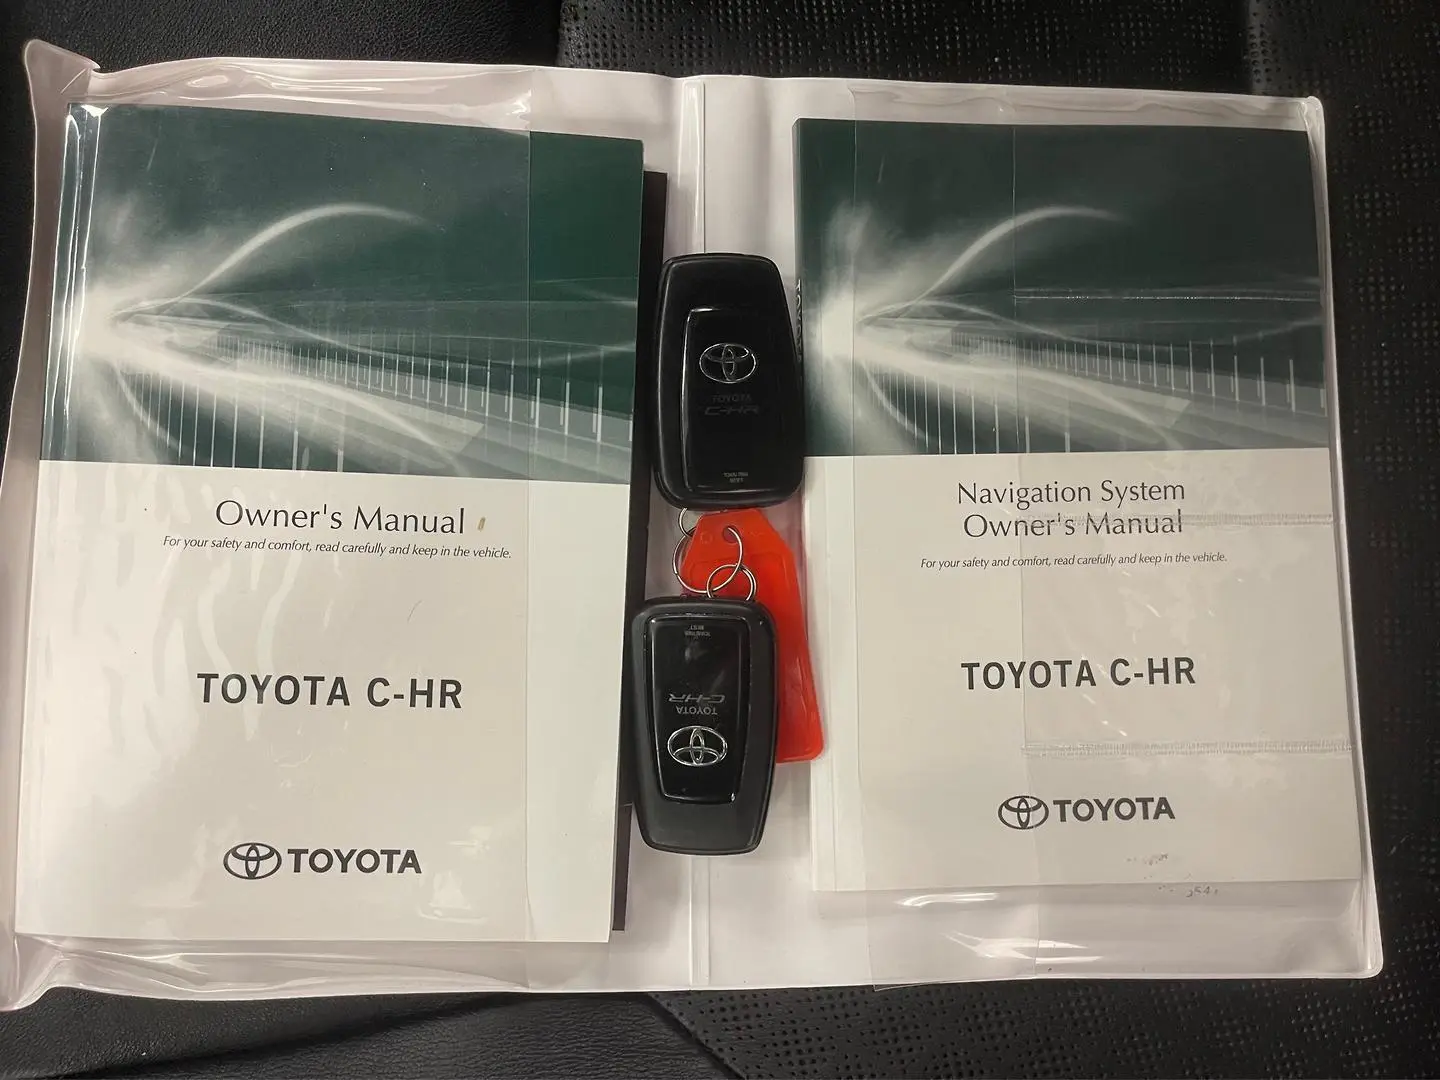 Owner's Manual
For your safety and comfort, read carefully and keep in the vehicle.
TOYOTA C-HR
TOYOTA
TOYOTA
C-HR
TOYOTA
C-HR
TOYOTA
Navigation System
Owner's Manual
For your safety and comfort, read carefully and keep in the vehicle.
TOYOTA C-HR
TOYOTA